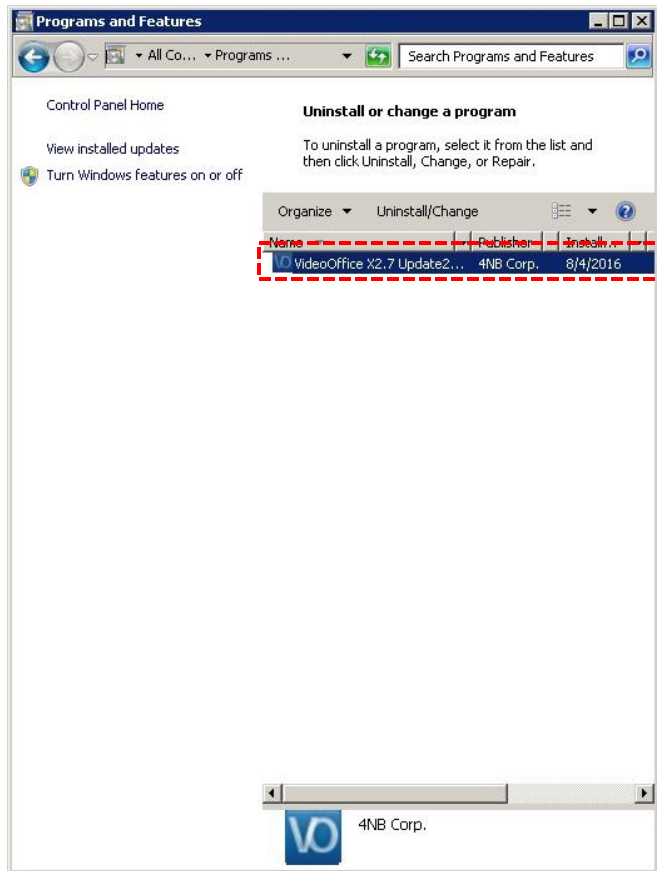 Programs and Features
All Co... Programs ...
Search Programs and Features
Control Panel Home
View installed updates
Turn Windows features on or off
Uninstall or change a program
To uninstall a program, select it from the list and
then click Uninstall, Change, or Repair.
Organize Uninstall/Change
Name Publisher Install...
VideoOffice X2.7 Update2... 4NB Corp. 8/4/2016
VO
4NB Corp.